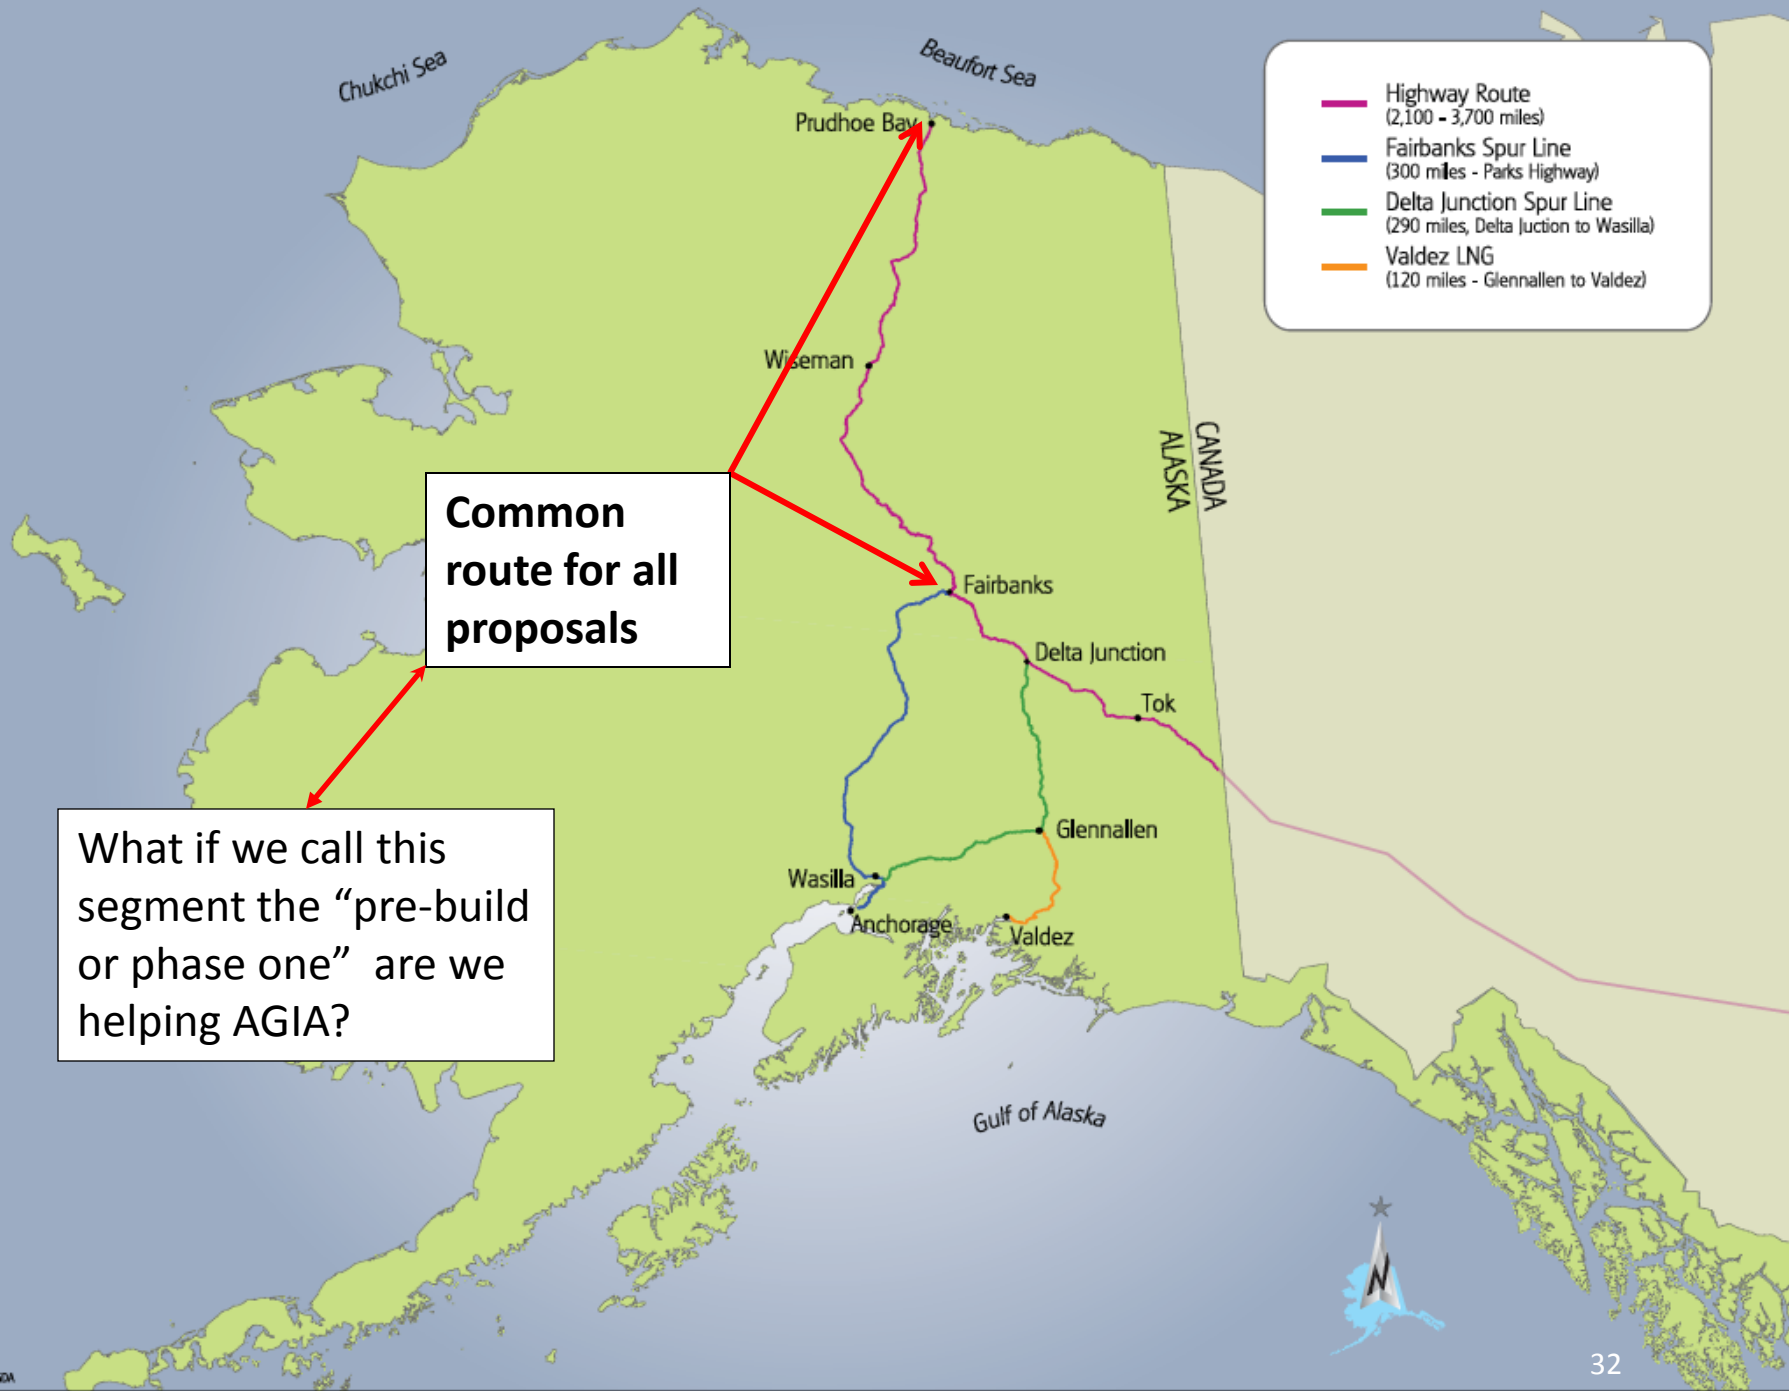 Chukchi Sea
Beaufort Sea
Prudhoe Bay
Highway Route
(2,100 - 3,700 miles)
Fairbanks Spur Line
(300 miles - Parks Highway)
Delta Junction Spur Line
(290 miles, Delta Juction to Wasilla)
Valdez LNG
(120 miles - Glennallen to Valdez)
Wiseman
CANADA
ALASKA
Common
route for all
proposals
Fairbanks
Delta Junction
Tok
What if we call this
segment the “pre-build
or phase one” are we
helping AGIA?
Glennallen
Wasilla
Anchorage
Valdez
Gulf of Alaska
N
32